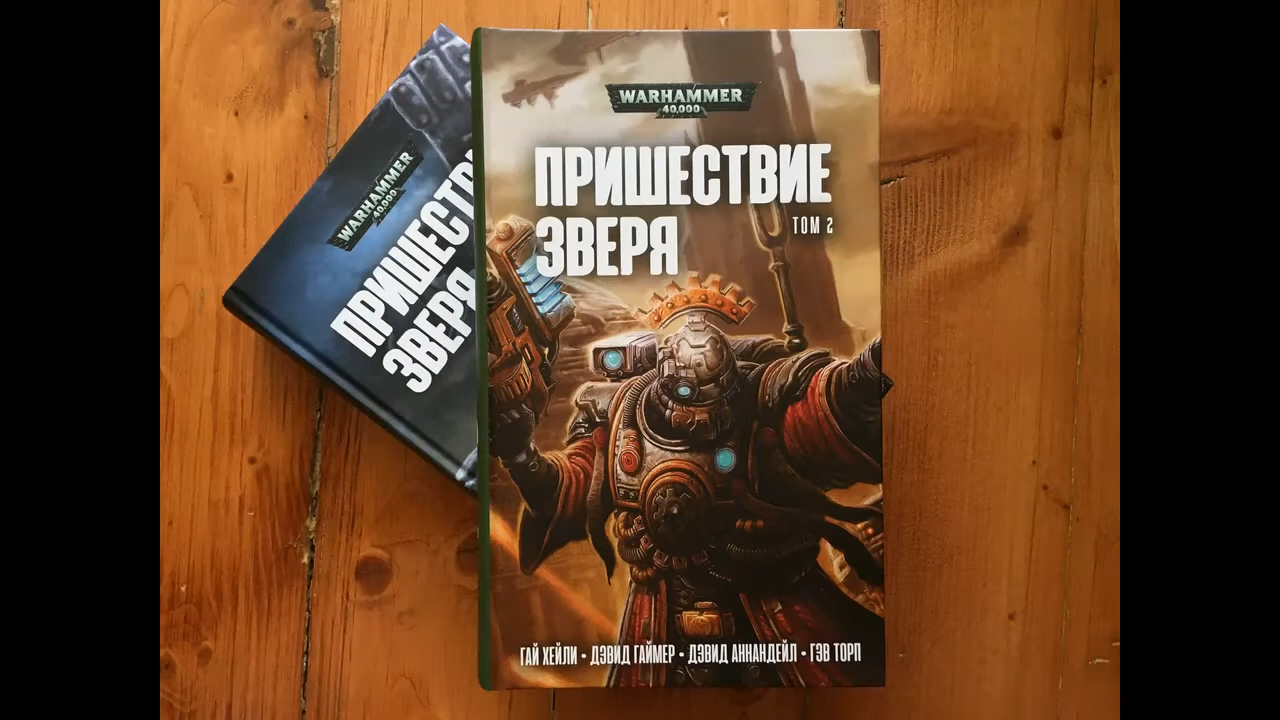 WARHAMMER
40,000
ПРИШЕСТВИЕ
ЗВЕРЯ
ТОМ 2
ГАЙ ХЕЙЛИ • ДЭВИД ГАЙМЕР • ДЭВИД АННАНДЕЙЛ • ГЭВ ТОРП
WARHAMMER
40,000
ПРИШЕСТВ
ЗВЕРЯ